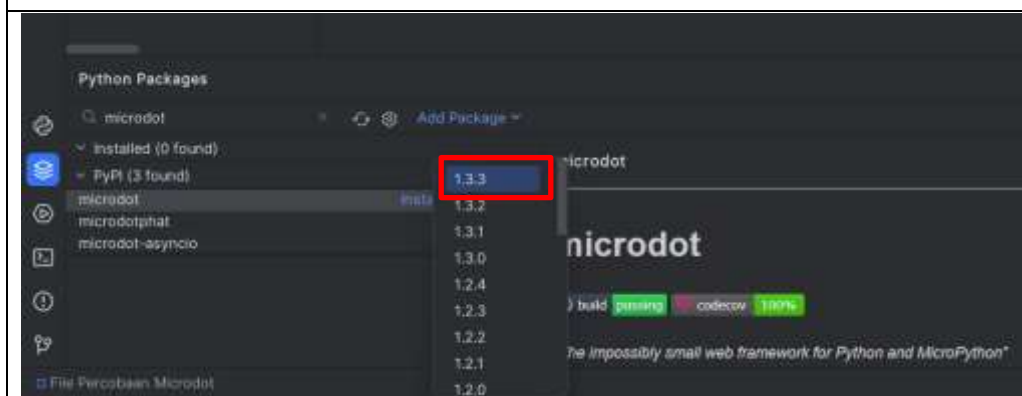 Python Packages
microdot
Add Package
Installed (0 found)
PyPI (3 found)
microdot
Insta
microdotphat
microdot-asyncio
1.3.3
1.3.2
1.3.1
1.3.0
1.2.4
1.2.3
1.2.2
1.2.1
1.2.0
icrodot
microdot
build passing codecov 100%
he impossibly small web framework for Python and MicroPython"
File Percobaan Microdot